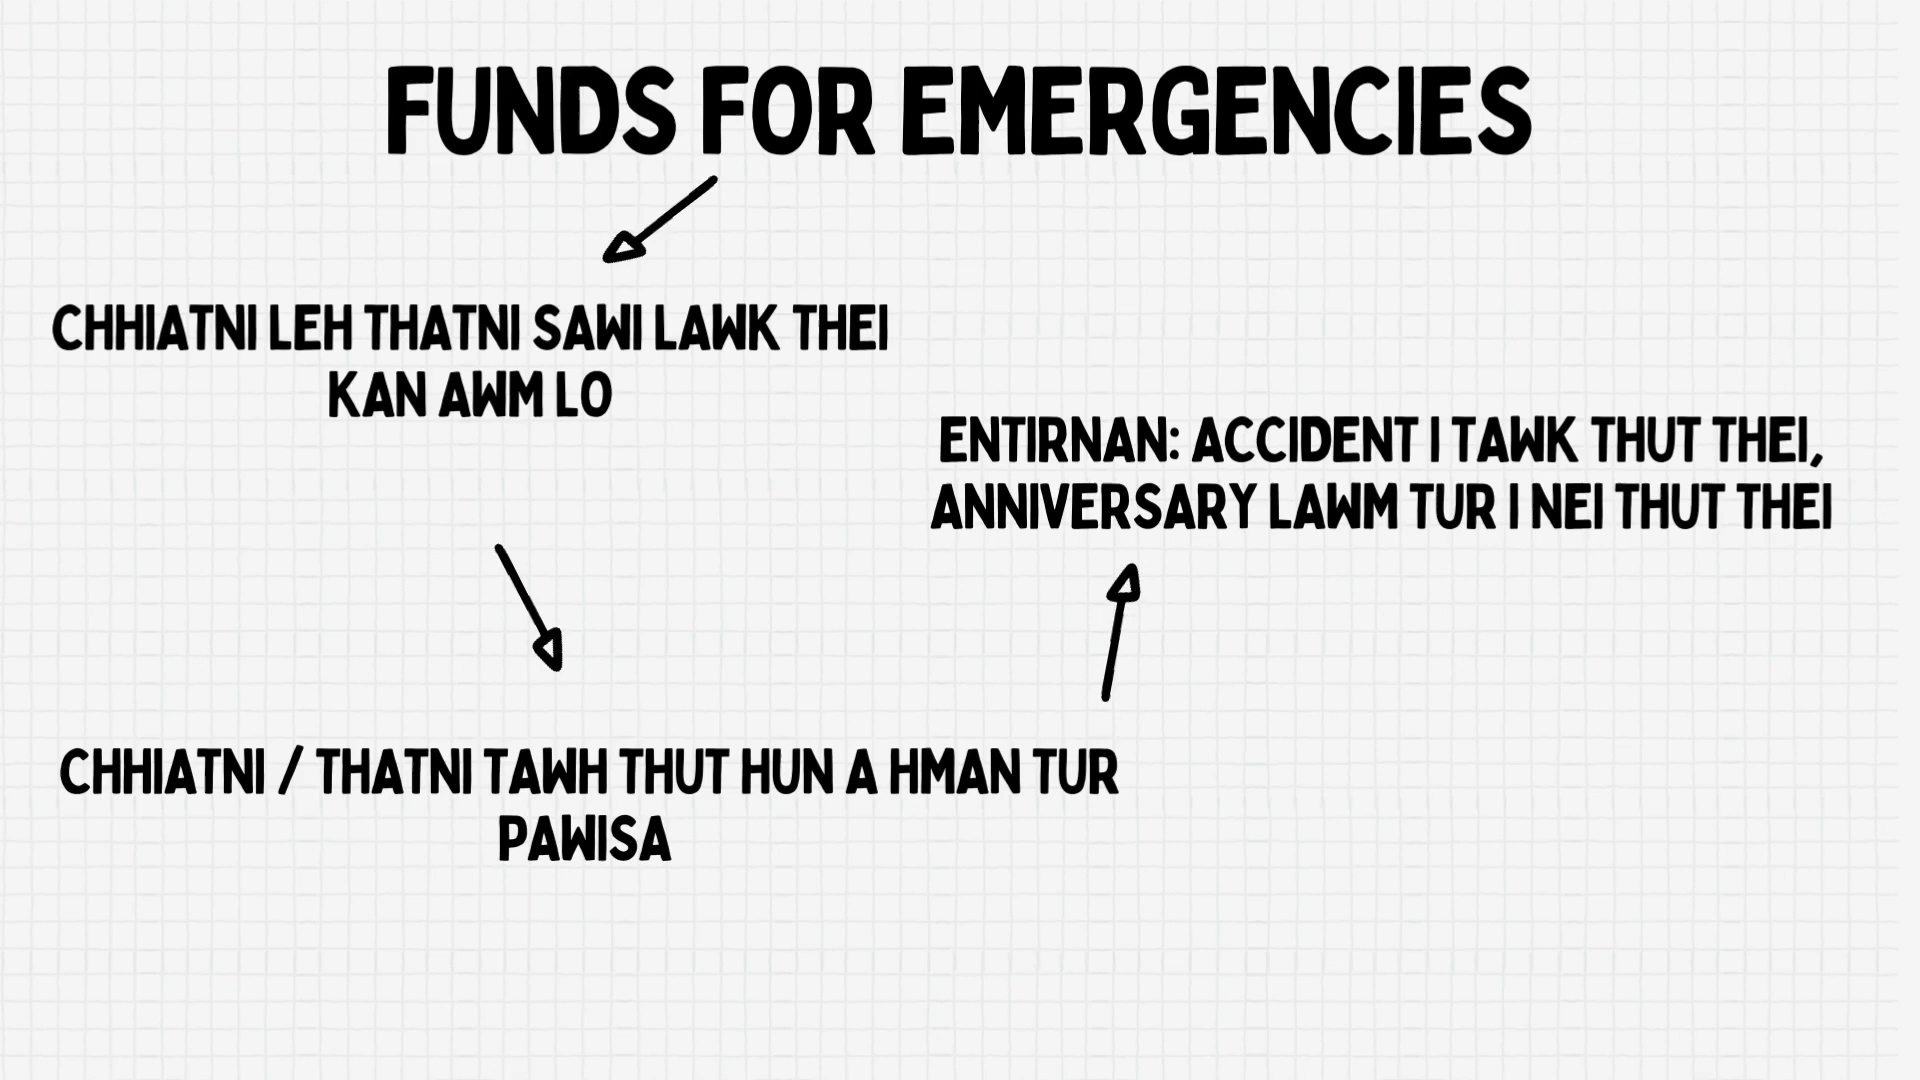 FUNDS FOR EMERGENCIES
CHHIATNI LEH THATNI SAWI LAWK THEI
KAN AWM LO
CHHIATNI / THATNI TAWH THUT HUN A HMAN TUR
PAWISA
ENTIRNAN: ACCIDENT I TAWK THUT THEI,
ANNIVERSARY LAWM TUR I NEI THUT THEI